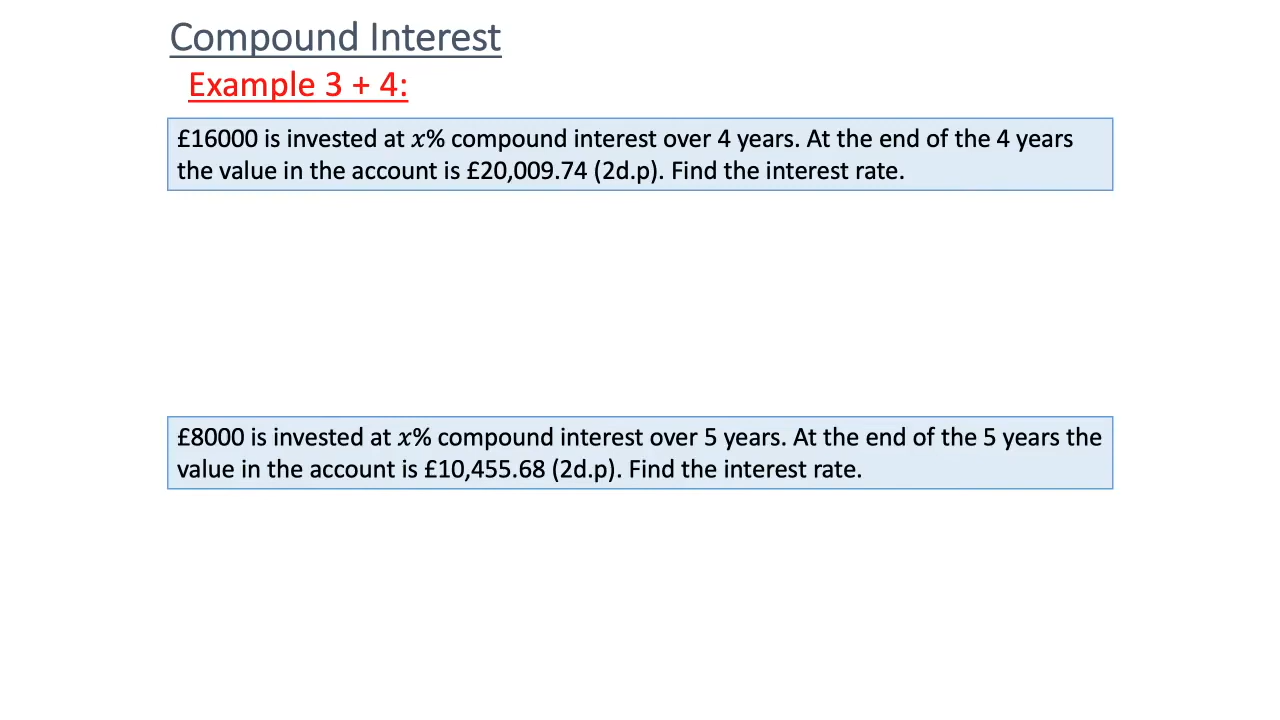 Compound Interest
Example 3 + 4:
£16000 is invested at 𝑥% compound interest over 4 years. At the end of the 4 years
the value in the account is £20,009.74 (2d.p). Find the interest rate.
£8000 is invested at 𝑥% compound interest over 5 years. At the end of the 5 years the
value in the account is £10,455.68 (2d.p). Find the interest rate.